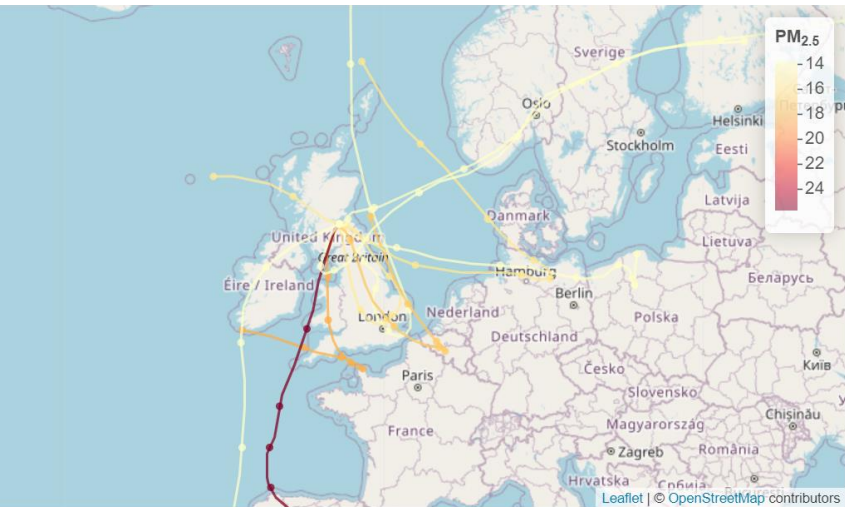 PM2.5
14
16
18
20
22
24
Sverige
Oslo
Helsinki
Stockholm
Eesti
Latvija
Danmark
Lietuva
United Kingdom
Great Britain
Éire / Ireland
Hamburg
Беларусь
Berlin
London
Nederland
Polska
Deutschland
Paris
Česko
Київ
Slovensko
Chișinău
France
Magyarország
Zagreb
România
Hrvatska
Србија
Leaflet | © OpenStreetMap contributors